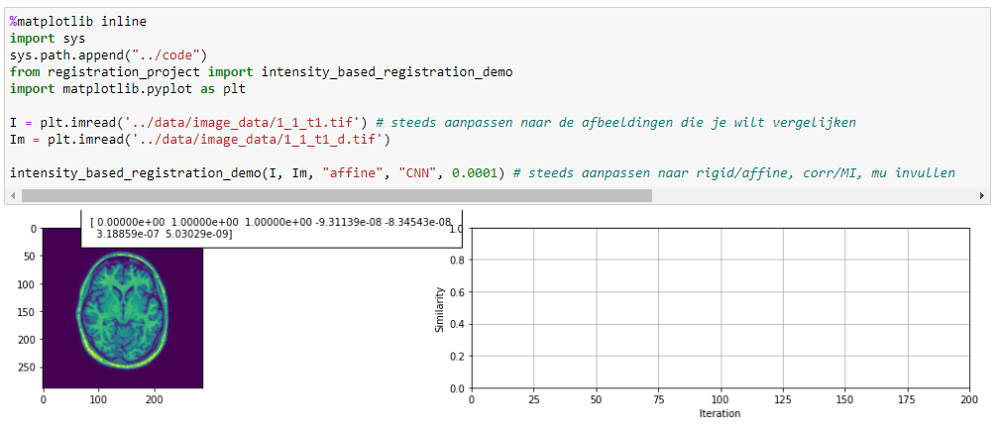 %matplotlib inline
import sys
sys.path.append("../code")
from registration_project import intensity_based_registration_demo
import matplotlib.pyplot as plt
I = plt.imread('../data/image_data/1_1_t1.tif') # steeds aanpassen naar de afbeeldingen die je wilt vergelijken
Im = plt.imread('../data/image_data/1_1_t1_d.tif')
intensity_based_registration_demo(I, Im, "affine", "CNN", 0.0001) # steeds aanpassen naar rigid/affine, corr/MI, mu invullen
[ 0.00000e+00 1.00000e+00 1.00000e+00 -9.31139e-08 -8.34543e-08
3.18859e-07 5.03029e-09]
0
50
100
150
200
250
0 100 200
1.0
0.8
0.6
0.4
0.2
0.0
Similarity
0 25 50 75 100 125 150 175 200
Iteration